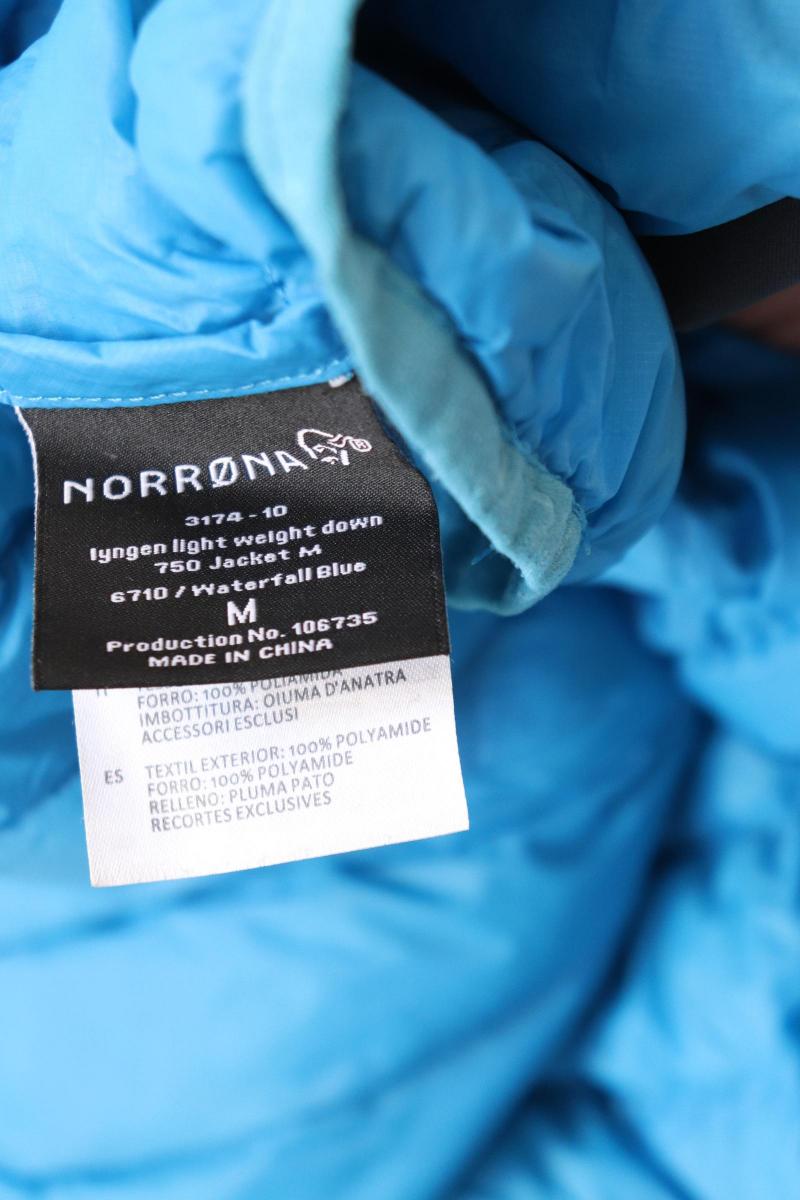 NORRØNA ®
3174 - 10
lyngen light weight down
750 Jacket M
6710 / Waterfall Blue
M
Production No. 106735
MADE IN CHINA
FORRO: 100% POLIAMIDA
IMBOTTITURA: OIUMA D'ANATRA
ACCESSORI ESCLUSI
ES TEXTIL EXTERIOR: 100% POLYAMIDE
FORRO: 100% POLYAMIDE
RELLENO: PLUMA PATO
RECORTES EXCLUSIVES